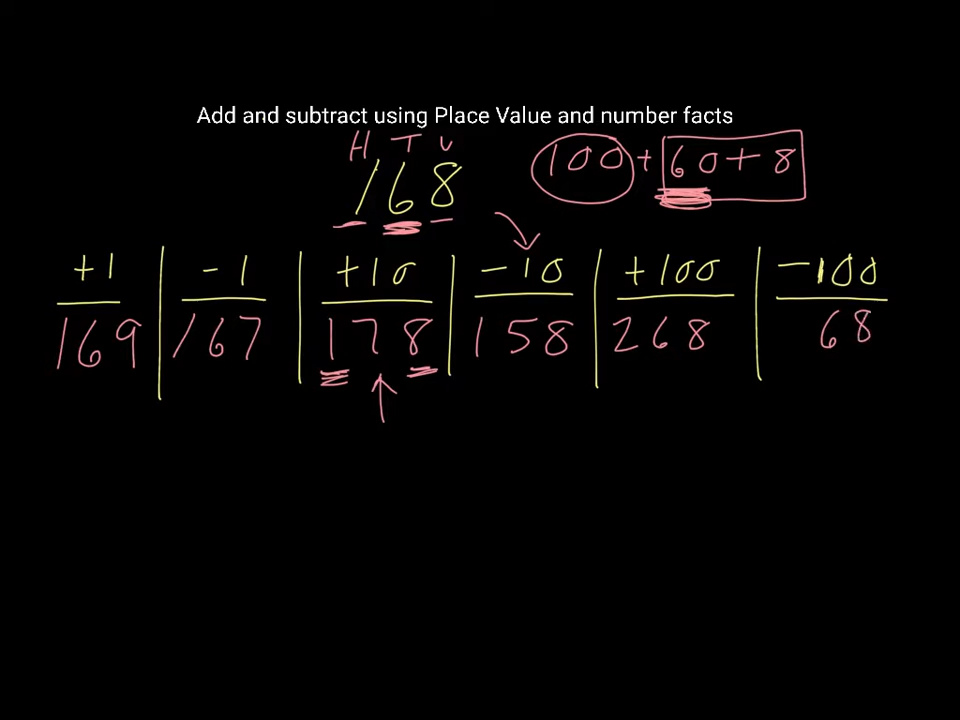 Add and subtract using Place Value and number facts
H T U
168
100 + 60 + 8
+1 -1 +10 -10 +100 -100
169 167 178 158 268 68